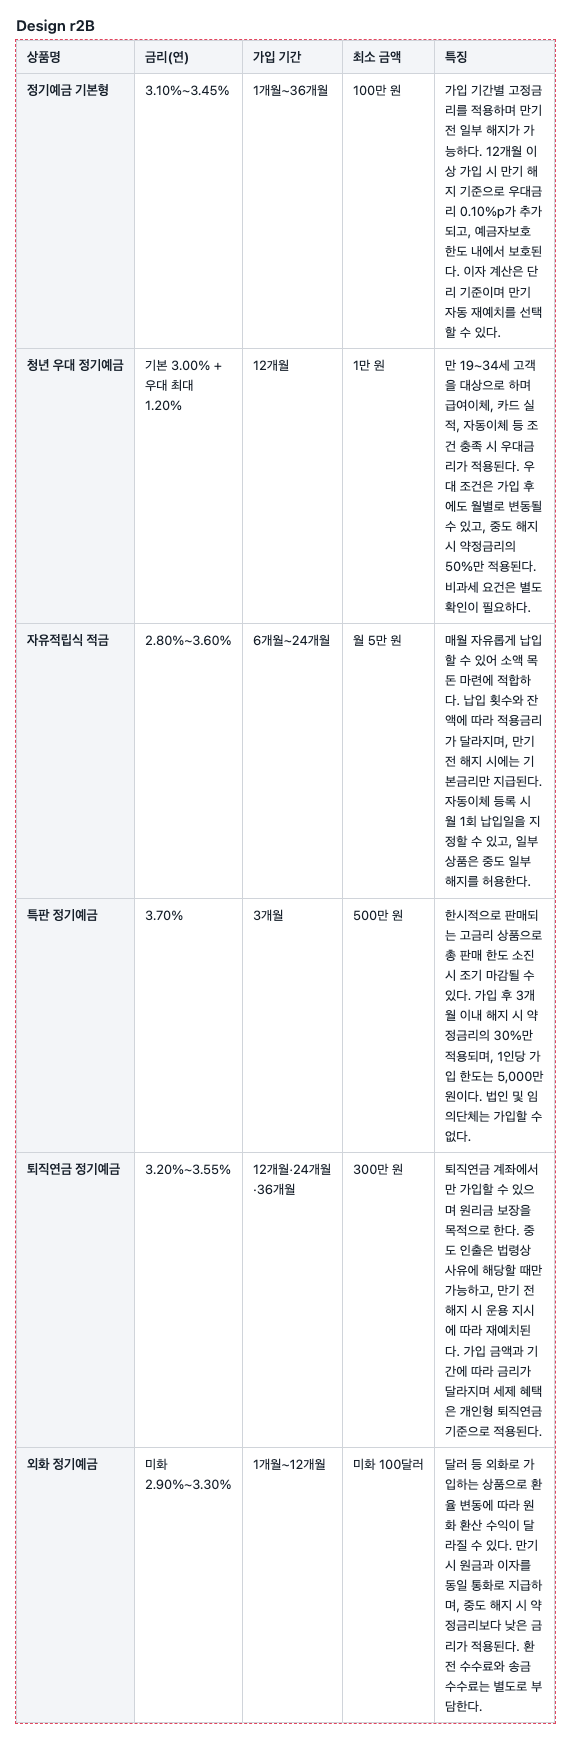 Design r2B
상품명 금리(연) 가입 기간 최소 금액 특징
정기예금 기본형 3.10%~3.45% 1개월~36개월 100만 원 가입 기간별 고정금
리를 적용하며 만기
전 일부 해지가 가
능하다. 12개월 이
상 가입 시 만기 해
지 기준으로 우대금
리 0.10%p가 추가
되고, 예금자보호
한도 내에서 보호된
다. 이자 계산은 단
리 기준이며 만기
자동 재예치를 선택
할 수 있다.
청년 우대 정기예금 기본 3.00% + 12개월 1만 원 만 19~34세 고객
우대 최대 을 대상으로 하며
1.20% 급여이체, 카드 실
적, 자동이체 등 조
건 충족 시 우대금
리가 적용된다. 우
대 조건은 가입 후
에도 월별로 변동될
수 있고, 중도 해지
시 약정금리의
50%만 적용된다.
비과세 요건은 별도
확인이 필요하다.
자유적립식 적금 2.80%~3.60% 6개월~24개월 월 5만 원 매월 자유롭게 납입
할 수 있어 소액 목
돈 마련에 적합하
다. 납입 횟수와 잔
액에 따라 적용금리
가 달라지며, 만기
전 해지 시에는 기
본금리만 지급된다.
자동이체 등록 시
월 1회 납입일을 지
정할 수 있고, 일부
상품은 중도 일부
해지를 허용한다.
특판 정기예금 3.70% 3개월 500만 원 한시적으로 판매되
는 고금리 상품으로
총 판매 한도 소진
시 조기 마감될 수
있다. 가입 후 3개
월 이내 해지 시 약
정금리의 30%만
적용되며, 1인당 가
입 한도는 5,000만
원이다. 법인 및 임
의단체는 가입할 수
없다.
퇴직연금 정기예금 3.20%~3.55% 12개월·24개월 300만 원 퇴직연금 계좌에서
·36개월 만 가입할 수 있으
며 원리금 보장을
목적으로 한다. 중
도 인출은 법령상
사유에 해당할 때만
가능하고, 만기 전
해지 시 운용 지시
에 따라 재예치된
다. 가입 금액과 기
간에 따라 금리가
달라지며 세제 혜택
은 개인형 퇴직연금
기준으로 적용된다.
외화 정기예금 미화 1개월~12개월 미화 100달러 달러 등 외화로 가
2.90%~3.30% 입하는 상품으로 환
율 변동에 따라 원
화 환산 수익이 달
라질 수 있다. 만기
시 원금과 이자를
동일 통화로 지급하
며, 중도 해지 시 약
정금리보다 낮은 금
리가 적용된다. 환
전 수수료와 송금
수수료는 별도로 부
담한다.